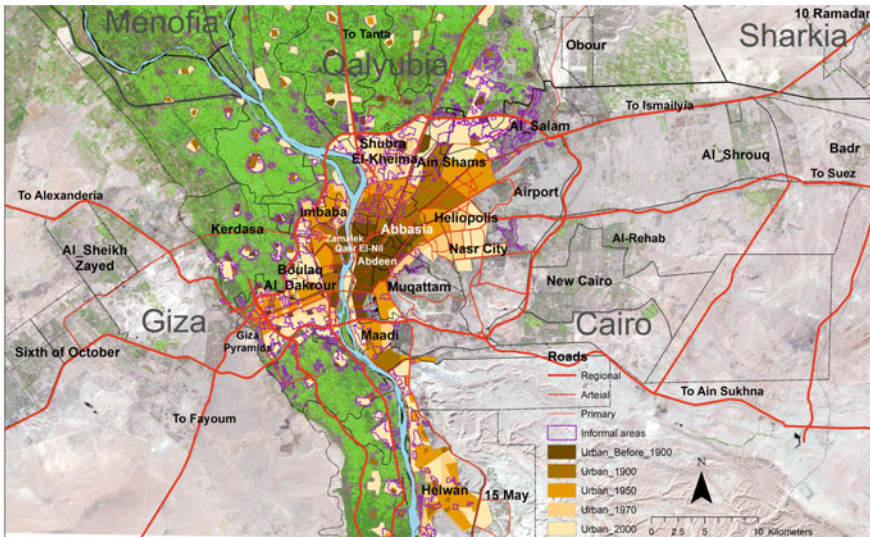 Menofia
10 Ramadan
To Tanta
Sharkia
Obour
Qalyubia
To Ismailyia
Al_Salam
Shubra
El-Kheima
Ain Shams
Al_Shrouq
Badr
To Suez
To Alexanderia
Airport
Imbaba
Heliopolis
Kerdasa
Abbasia
Zamalek
Qasr El-Nil
Al-Rehab
Al_Sheikh
Zayed
Nasr City
Abdeen
Boulaq
Al_Dakrour
Muqattam
New Cairo
Giza
Cairo
Giza
Pyramids
Maadi
Sixth of October
Roads
Regional
To Ain Sukhna
Arteial
To Fayoum
Primary
Informal areas
Urban_Before_1900
Urban_1900
N
Helwan
15 May
Urban_1950
Urban_1970
0 2.5 5 10 Kilometers
Urban_2000